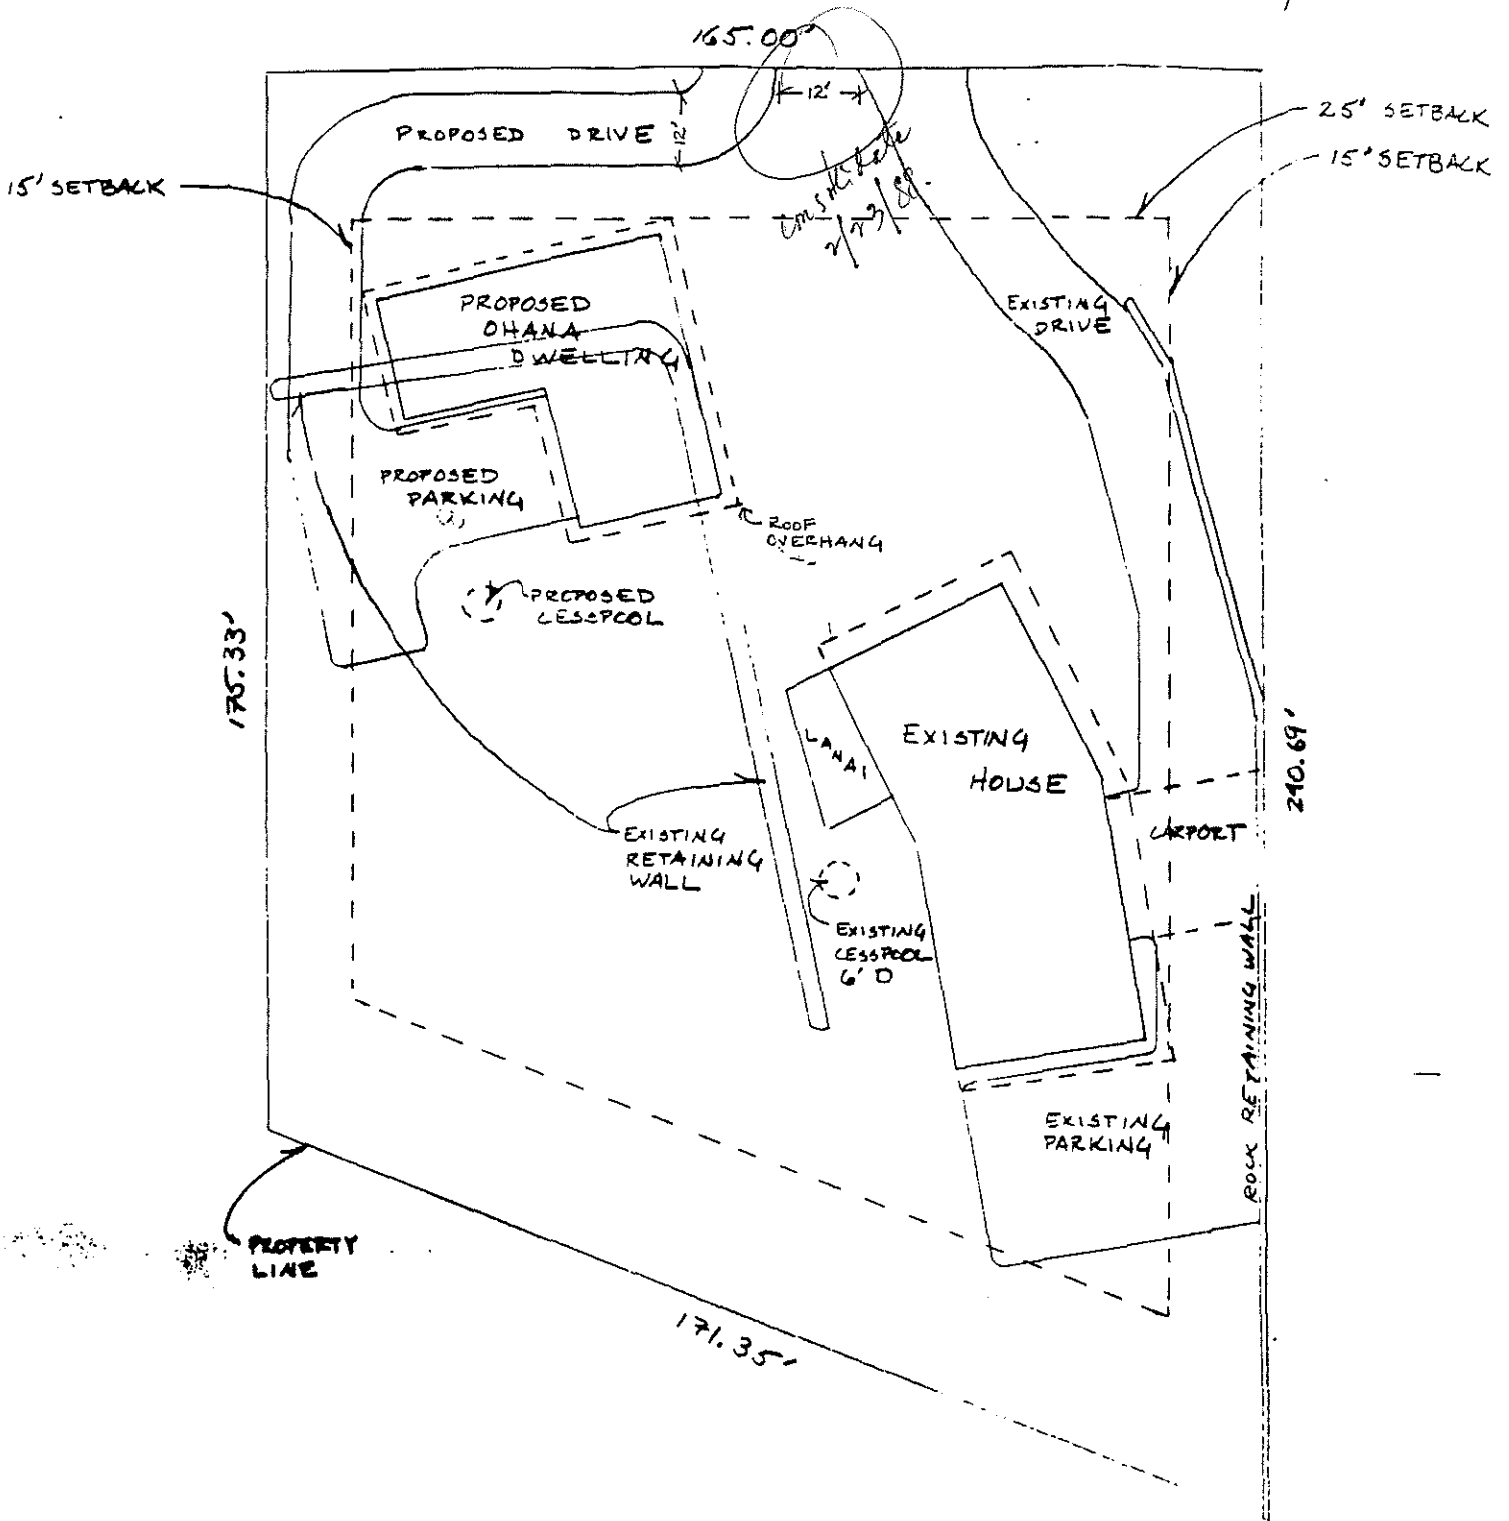 165.00'
12'
25' SETBACK
15' SETBACK
PROPOSED DRIVE
12'
consolidate
15' SETBACK
PROPOSED
OHANA
DWELLING
EXISTING
DRIVE
PROPOSED
PARKING
ROOF
OVERHANG
PROPOSED
CESSPOOL
175.33'
LANAI
EXISTING
HOUSE
240.69'
CARPORT
EXISTING
RETAINING
WALL
EXISTING
CESSPOOL
6' D
ROCK RETAINING WALL
EXISTING
PARKING
PROPERTY
LINE
171.35'